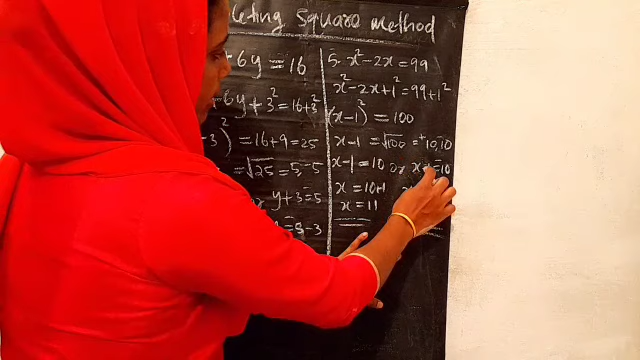 leting Square method
+6y = 16
6y + 3² = 16+3²
3)² = 16+9 = 25
= √25 = 5, -5
y+3 = -5
= -5 -3
5. x² - 2x = 99
x² - 2x + 1² = 99 + 1²
(x-1)² = 100
x-1 = √100 = +10, -10
x-1 = 10 or x-1 = -10
x = 10+1
x = 11